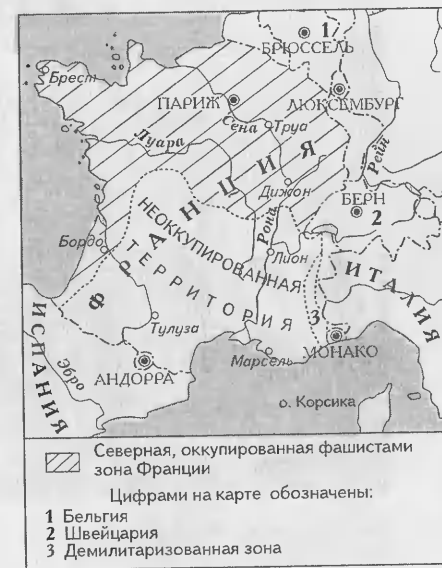 1
БРЮССЕЛЬ
Брест
ПАРИЖ
ЛЮКСЕМБУРГ
Сена
Труа
Рейн
Луара
ФРАНЦИЯ
Дижон
БЕРН
2
НЕОККУПИРОВАННАЯ
ТЕРРИТОРИЯ
Рона
Бордо
Лион
ИТАЛИЯ
ИСПАНИЯ
Тулуза
3
Эбро
АНДОРРА
Марсель
МОНАКО
о. Корсика
Северная, оккупированная фашистами
зона Франции
Цифрами на карте обозначены:
1 Бельгия
2 Швейцария
3 Демилитаризованная зона